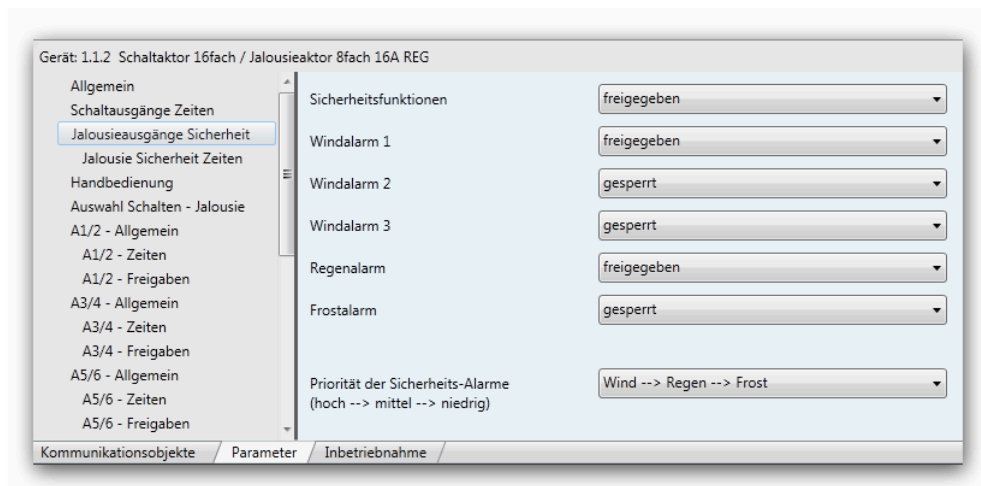 Gerät: 1.1.2 Schaltaktor 16fach / Jalousieaktor 8fach 16A REG
Allgemein
Schaltausgänge Zeiten
Jalousieausgänge Sicherheit
Jalousie Sicherheit Zeiten
Handbedienung
Auswahl Schalten - Jalousie
A1/2 - Allgemein
A1/2 - Zeiten
A1/2 - Freigaben
A3/4 - Allgemein
A3/4 - Zeiten
A3/4 - Freigaben
A5/6 - Allgemein
A5/6 - Zeiten
A5/6 - Freigaben
Sicherheitsfunktionen freigegeben
Windalarm 1 freigegeben
Windalarm 2 gesperrt
Windalarm 3 gesperrt
Regenalarm freigegeben
Frostalarm gesperrt
Priorität der Sicherheits-Alarme Wind --> Regen --> Frost
(hoch --> mittel --> niedrig)
Kommunikationsobjekte Parameter Inbetriebnahme